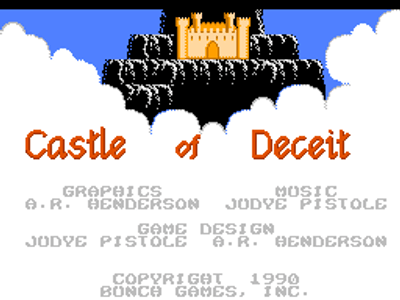 Castle of Deceit
GRAPHICS MUSIC
A.R. HENDERSON JUDYE PISTOLE
GAME DESIGN
JUDYE PISTOLE A.R. HENDERSON
COPYRIGHT 1990
BUNCH GAMES, INC.